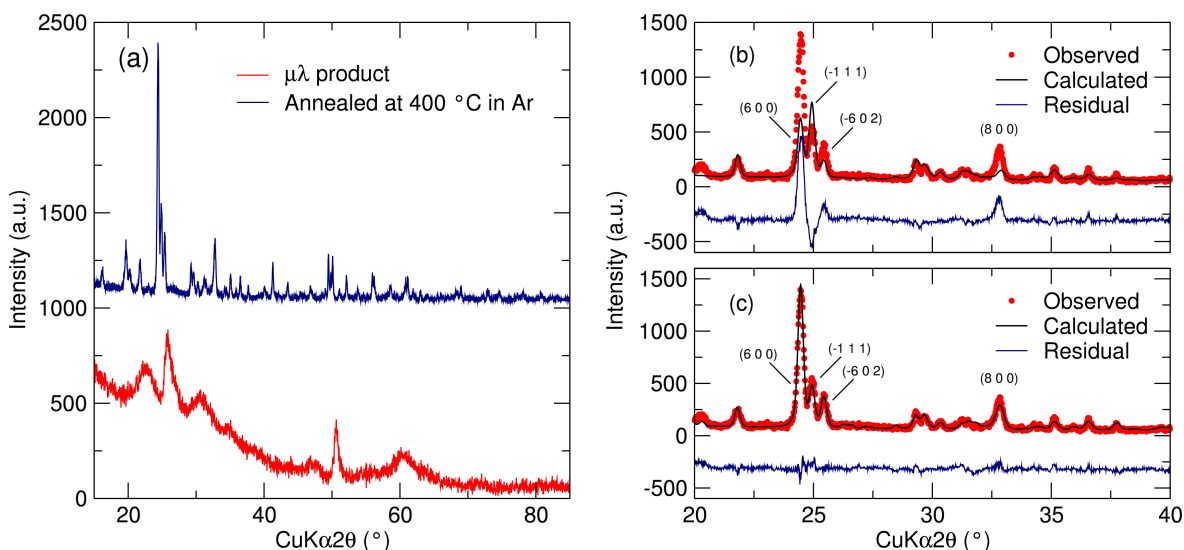 2500
2000
1500
1000
500
0
Intensity (a.u.)
(a)
μλ product
Annealed at 400 °C in Ar
20
40
60
80
CuKα2θ (°)
1500
1000
500
0
-500
Intensity (a.u.)
(b)
Observed
Calculated
Residual
(-1 1 1)
(6 0 0)
(-6 0 2)
(8 0 0)
1500
1000
500
0
-500
(c)
Observed
Calculated
Residual
(-1 1 1)
(6 0 0)
(-6 0 2)
(8 0 0)
20
25
30
35
40
CuKα2θ (°)